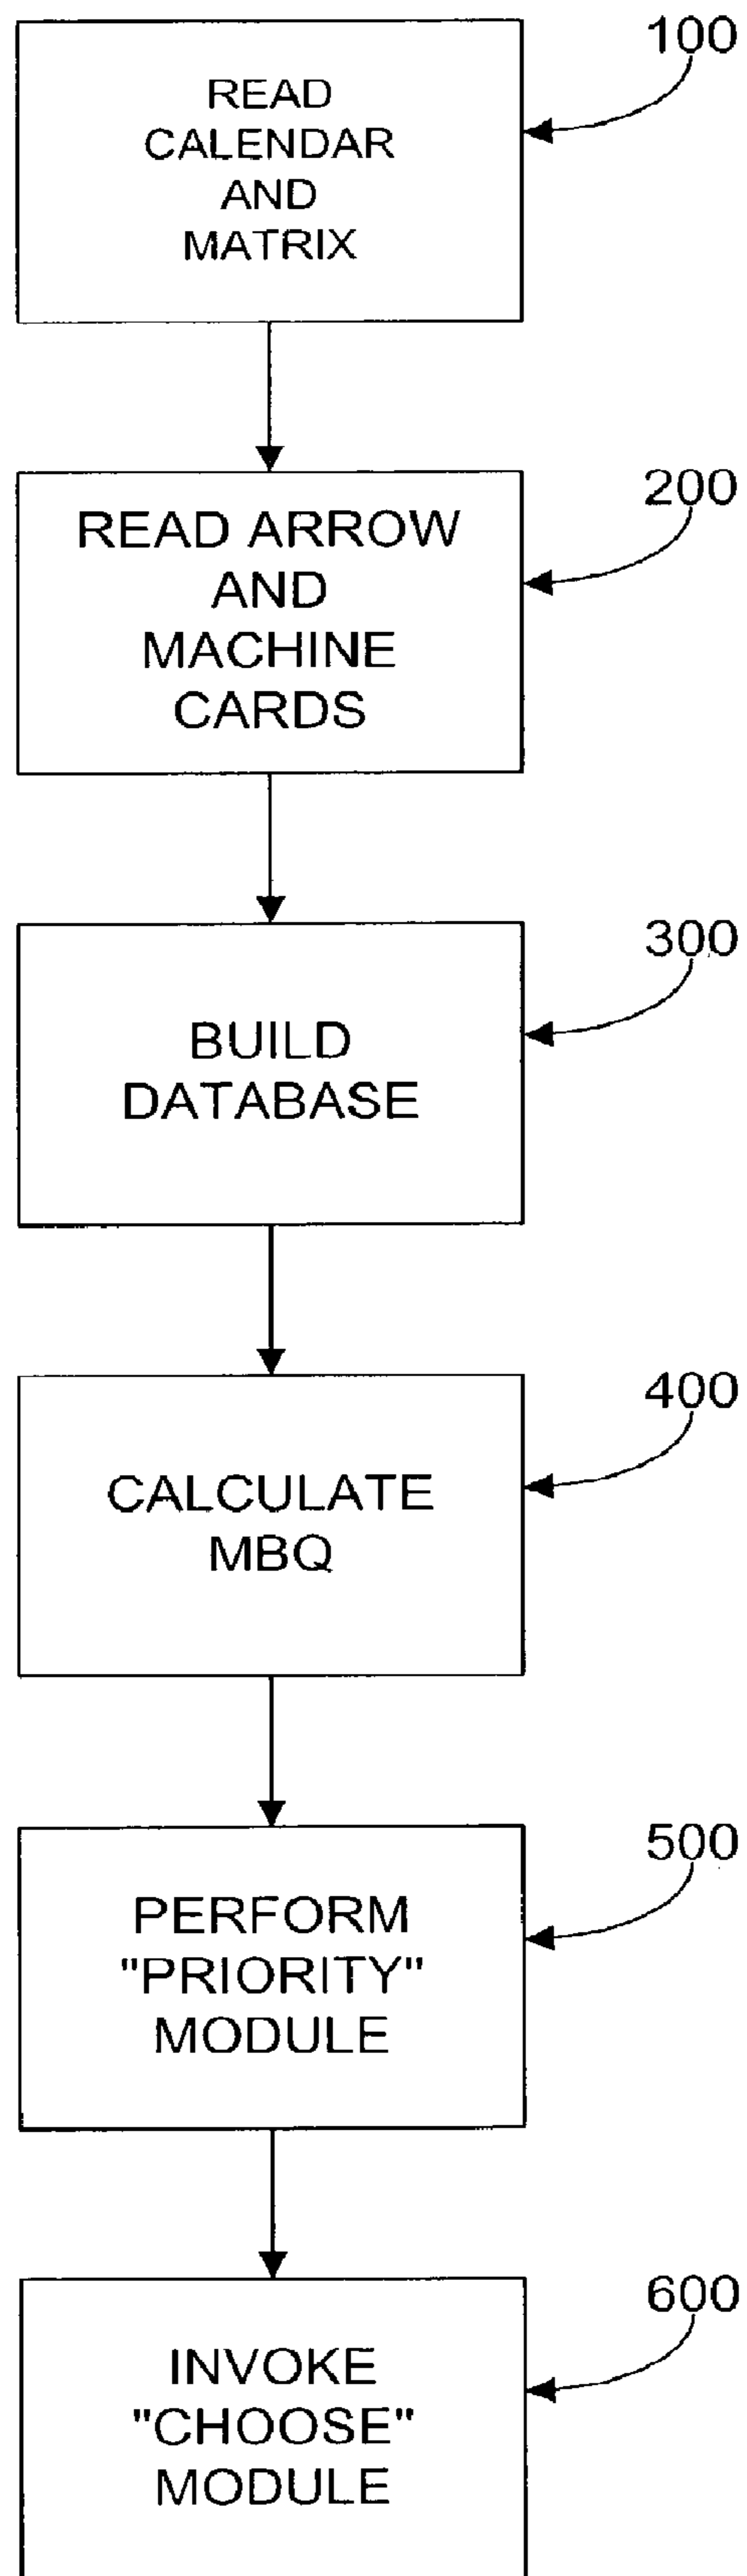 100
READ
CALENDAR
AND
MATRIX
200
READ ARROW
AND
MACHINE
CARDS
300
BUILD
DATABASE
400
CALCULATE
MBQ
500
PERFORM
"PRIORITY"
MODULE
600
INVOKE
"CHOOSE"
MODULE